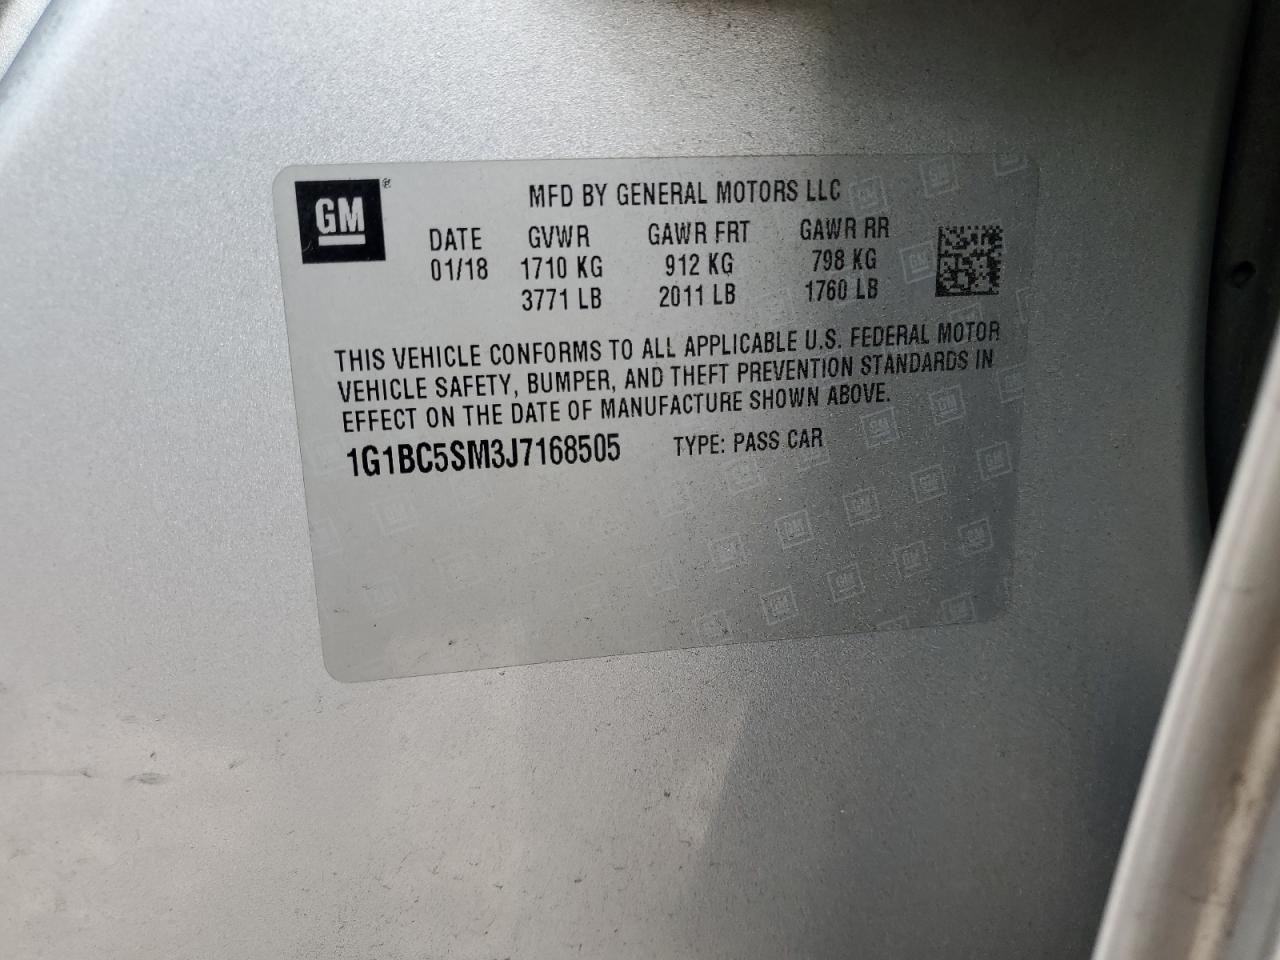 GM ®
MFD BY GENERAL MOTORS LLC
DATE GVWR GAWR FRT GAWR RR
01/18 1710 KG 912 KG 798 KG
3771 LB 2011 LB 1760 LB
THIS VEHICLE CONFORMS TO ALL APPLICABLE U.S. FEDERAL MOTOR
VEHICLE SAFETY, BUMPER, AND THEFT PREVENTION STANDARDS IN
EFFECT ON THE DATE OF MANUFACTURE SHOWN ABOVE.
1G1BC5SM3J7168505 TYPE: PASS CAR